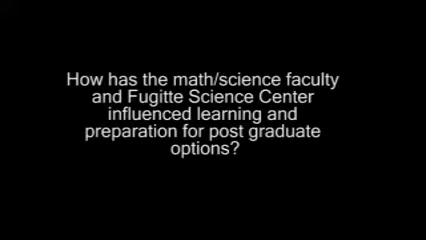 How has the math/science faculty
and Fugitte Science Center
influenced learning and
preparation for post graduate
options?